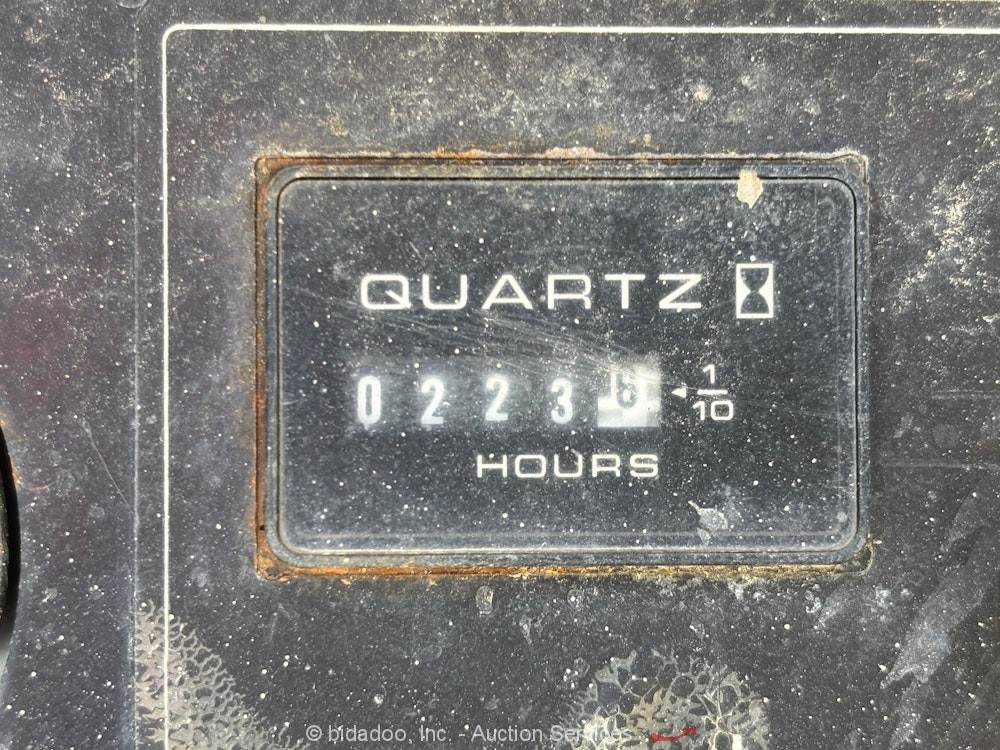 QUARTZ
0 2 2 3
1/10
HOURS
© bidadoo, Inc. - Auction Services